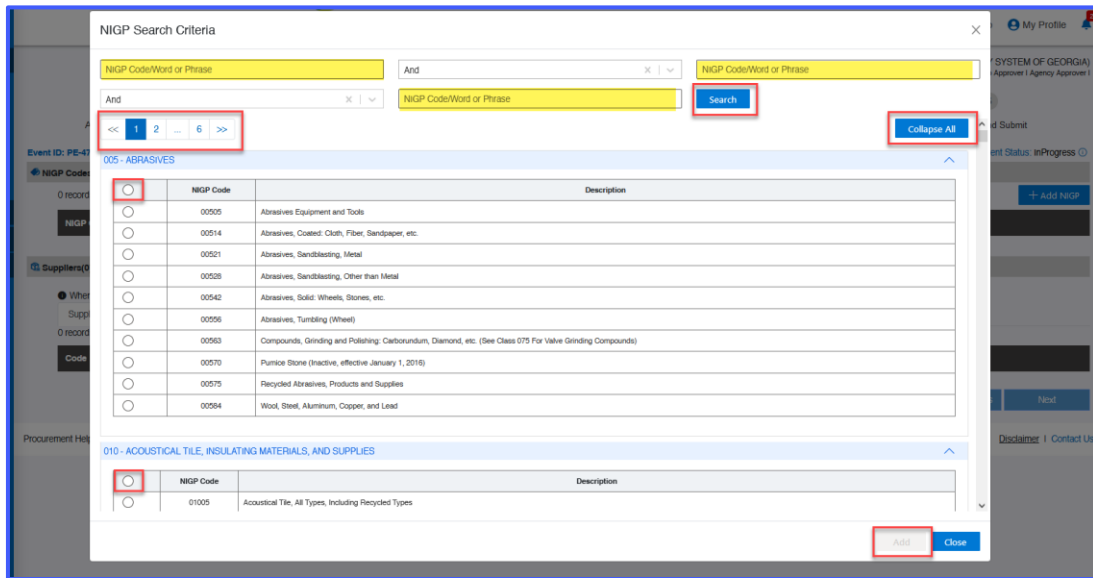 NIGP Search Criteria
My Profile
SYSTEM OF GEORGIA)
Approver I Agency Approver I
NIGP Code/Word or Phrase And NIGP Code/Word or Phrase
And NIGP Code/Word or Phrase Search
<< 1 2 ... 6 >> Collapse All
d Submit
Event ID: PE-47 005 - ABRASIVES ent Status: inProgress
NIGP Codes
NIGP Code Description
0 record + Add NIGP
00505 Abrasives Equipment and Tools
NIGP
00514 Abrasives, Coated: Cloth, Fiber, Sandpaper, etc.
00521 Abrasives, Sandblasting, Metal
Suppliers(0
00528 Abrasives, Sandblasting, Other than Metal
Wher 00542 Abrasives, Solid: Wheels, Stones, etc.
Suppl 00556 Abrasives, Tumbling (Wheel)
0 record 00563 Compounds, Grinding and Polishing: Carborundum, Diamond, etc. (See Class 075 For Valve Grinding Compounds)
Code 00570 Pumice Stone (Inactive, effective January 1, 2016)
00575 Recycled Abrasives, Products and Supplies
00584 Wool, Steel, Aluminum, Copper, and Lead
Next
Procurement Help Disclaimer I Contact Us
010 - ACOUSTICAL TILE, INSULATING MATERIALS, AND SUPPLIES
NIGP Code Description
01005 Acoustical Tile, All Types, Including Recycled Types
Add Close